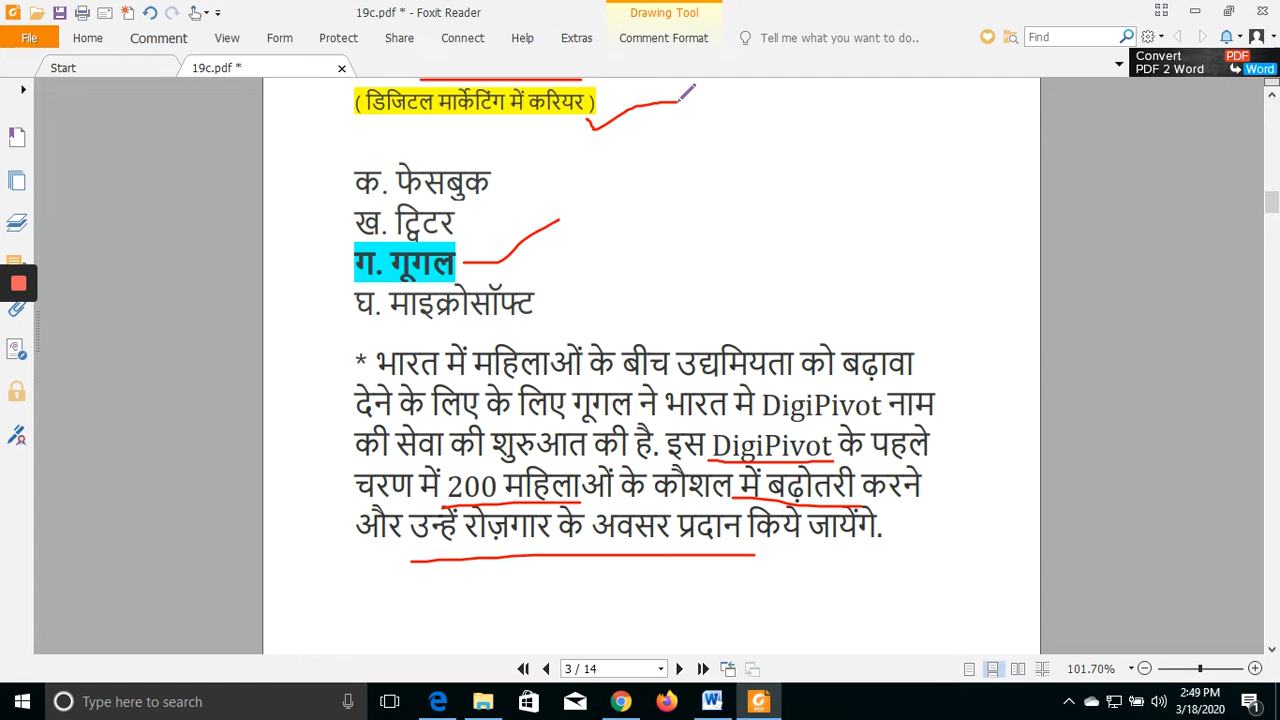 19c.pdf * - Foxit Reader
Drawing Tool
File Home Comment View Form Protect Share Connect Help Extras Comment Format Tell me what you want to do.. Find
Start 19c.pdf *
Convert PDF
PDF 2 Word Word
( डिजिटल मार्केटिंग में करियर )
क. फेसबुक
ख. ट्विटर
ग. गूगल
घ. माइक्रोसॉफ्ट
* भारत में महिलाओं के बीच उद्यमियता को बढ़ावा
देने के लिए के लिए गूगल ने भारत मे DigiPivot नाम
की सेवा की शुरुआत की है. इस DigiPivot के पहले
चरण में 200 महिलाओं के कौशल में बढ़ोतरी करने
और उन्हें रोज़गार के अवसर प्रदान किये जायेंगे.
3 / 14
101.70%
Type here to search
2:49 PM
3/18/2020
1